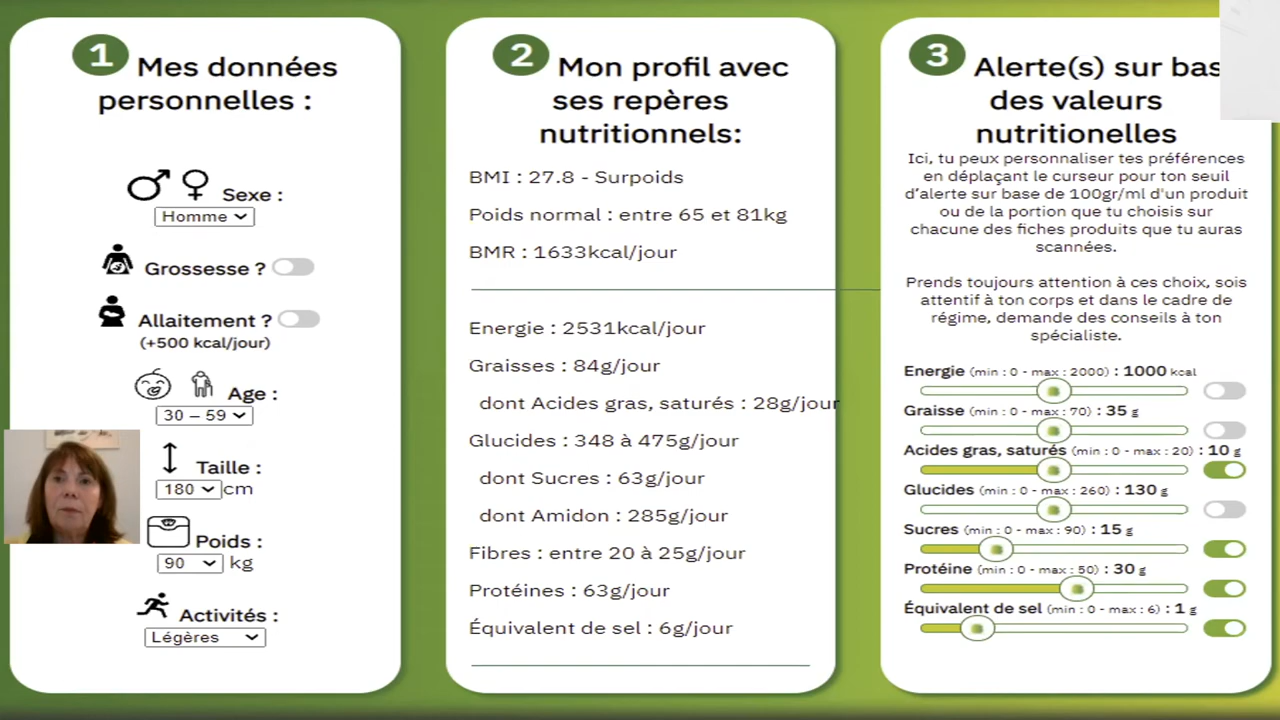 1 Mes données
personnelles :
Sexe :
Homme
Grossesse ?
Allaitement ?
(+500 kcal/jour)
Age :
30 – 59
Taille :
180 cm
Poids :
90 kg
Activités :
Légères
2 Mon profil avec
ses repères
nutritionnels:
BMI : 27.8 - Surpoids
Poids normal : entre 65 et 81kg
BMR : 1633kcal/jour
Energie : 2531kcal/jour
Graisses : 84g/jour
dont Acides gras, saturés : 28g/jour
Glucides : 348 à 475g/jour
dont Sucres : 63g/jour
dont Amidon : 285g/jour
Fibres : entre 20 à 25g/jour
Protéines : 63g/jour
Équivalent de sel : 6g/jour
3 Alerte(s) sur bas
des valeurs
nutritionelles
Ici, tu peux personnaliser tes préférences
en déplaçant le curseur pour ton seuil
d’alerte sur base de 100gr/ml d'un produit
ou de la portion que tu choisis sur
chacune des fiches produits que tu auras
scannées.
Prends toujours attention à ces choix, sois
attentif à ton corps et dans le cadre de
régime, demande des conseils à ton
spécialiste.
Energie (min : 0 - max : 2000) : 1000 kcal
Graisse (min : 0 - max : 70) : 35 g
Acides gras, saturés (min : 0 - max : 20) : 10 g
Glucides (min : 0 - max : 260) : 130 g
Sucres (min : 0 - max : 90) : 15 g
Protéine (min : 0 - max : 50) : 30 g
Équivalent de sel (min : 0 - max : 6) : 1 g